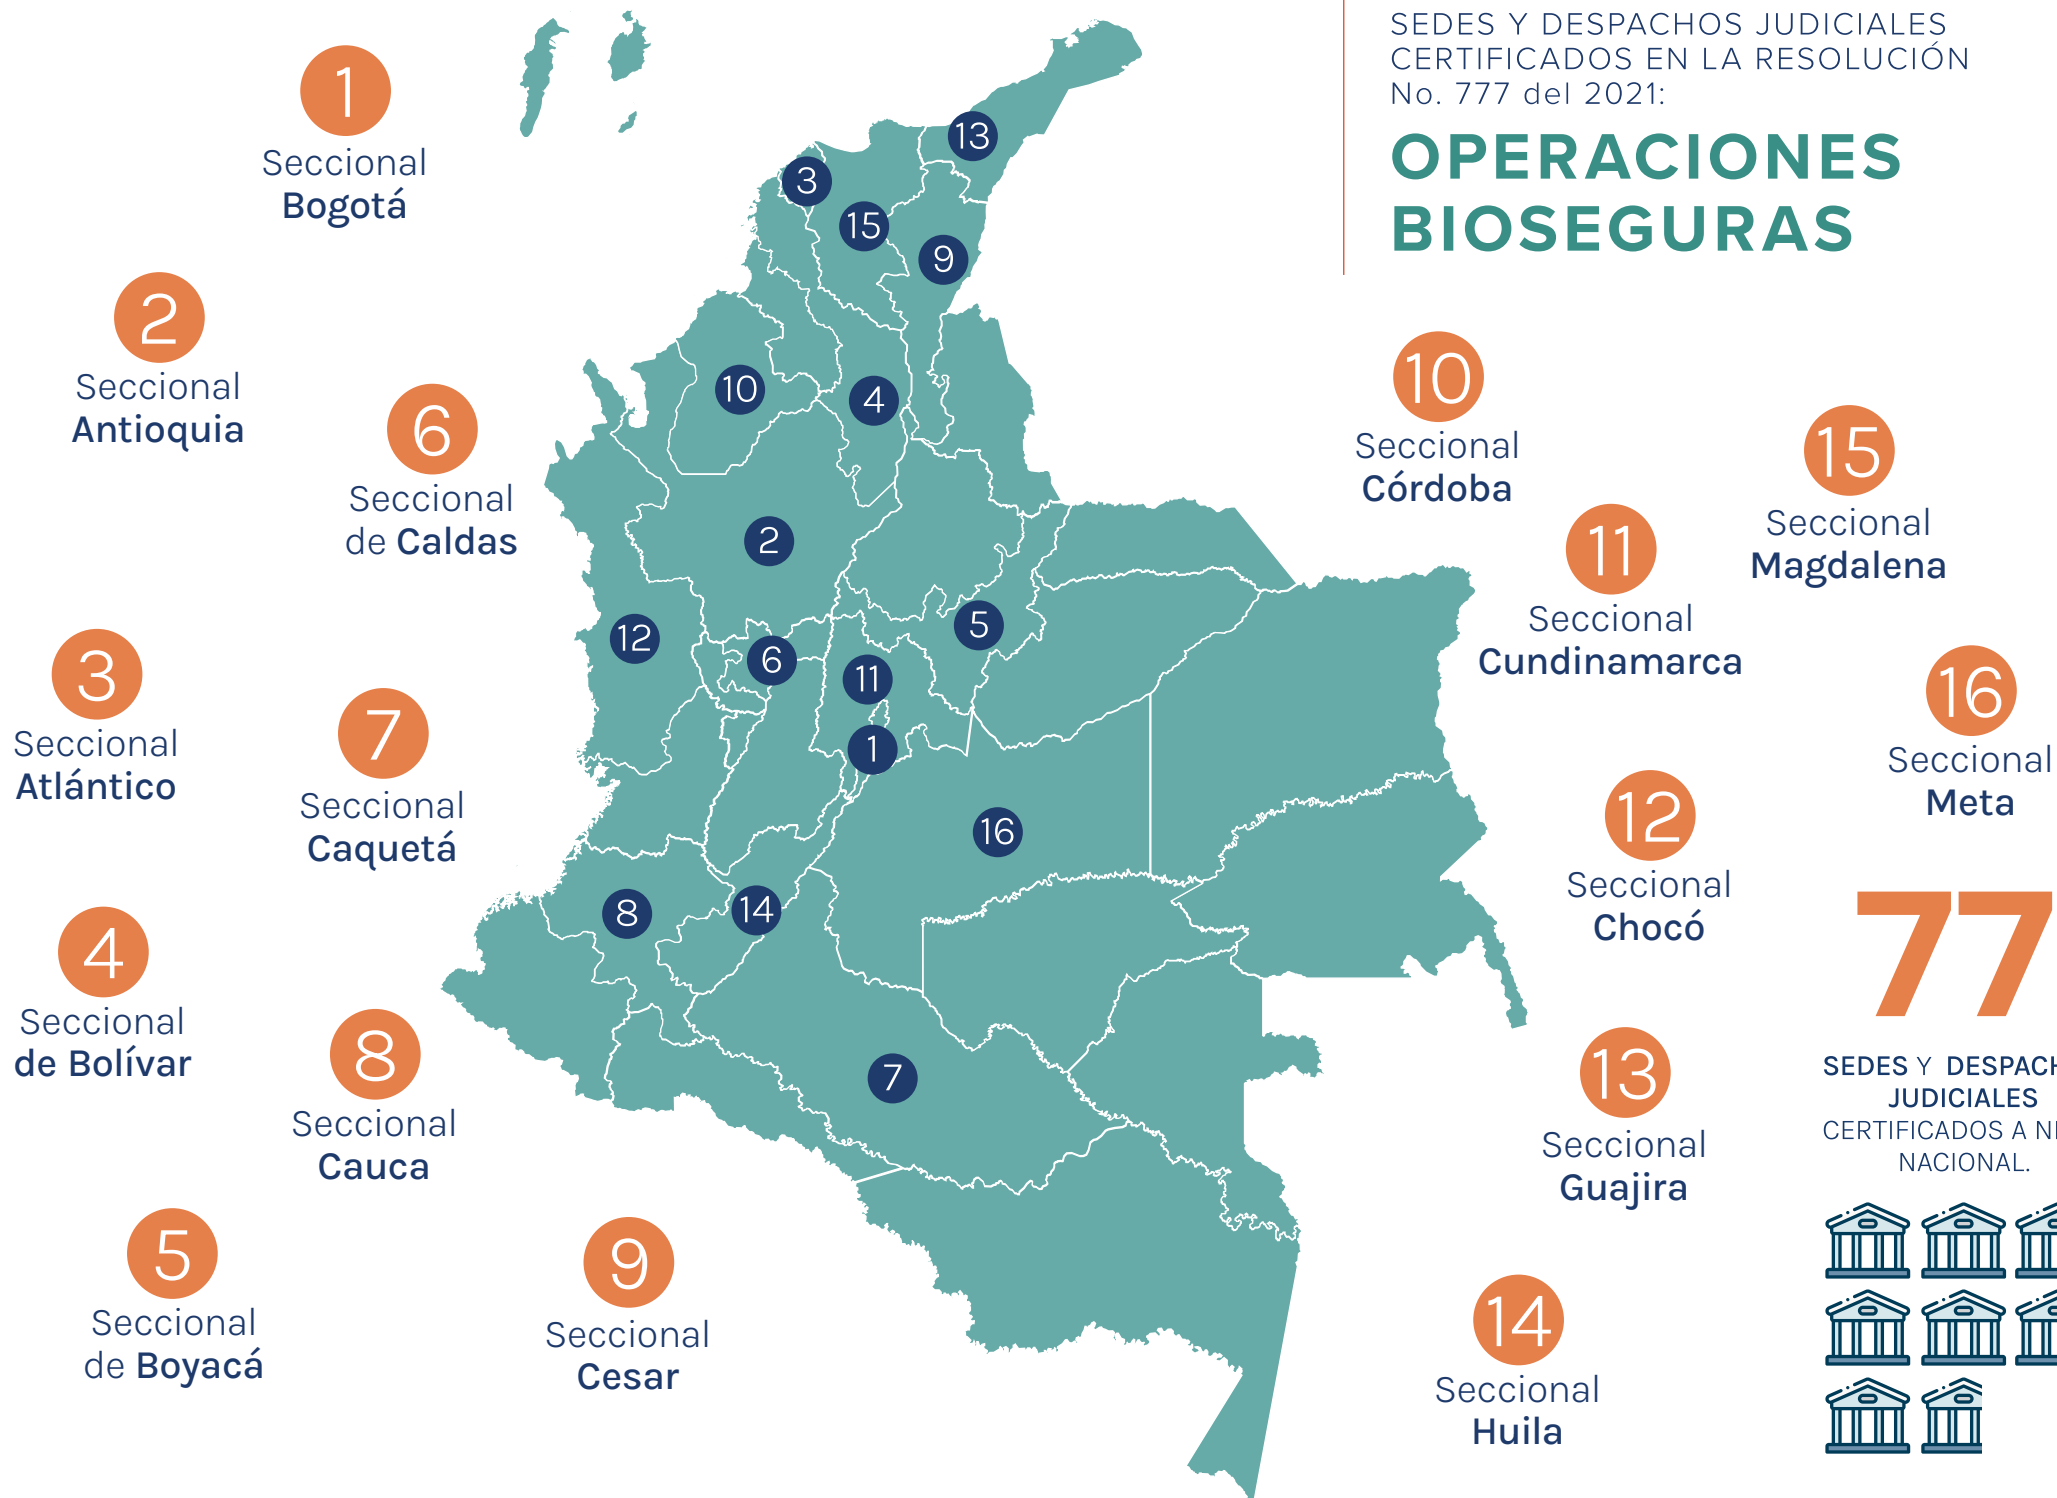 SEDES Y DESPACHOS JUDICIALES
CERTIFICADOS EN LA RESOLUCIÓN
No. 777 del 2021:
OPERACIONES
BIOSEGURAS
1
Seccional
Bogotá
2
Seccional
Antioquia
6
Seccional
de Caldas
3
Seccional
Atlántico
7
Seccional
Caquetá
4
Seccional
de Bolívar
8
Seccional
Cauca
5
Seccional
de Boyacá
9
Seccional
Cesar
13
3
15
9
10
4
2
5
12
6
11
1
16
8
14
7
10
Seccional
Córdoba
15
Seccional
Magdalena
11
Seccional
Cundinamarca
16
Seccional
Meta
12
Seccional
Chocó
13
Seccional
Guajira
14
Seccional
Huila
77
SEDES Y DESPACH
JUDICIALES
CERTIFICADOS A
NACIONAL.